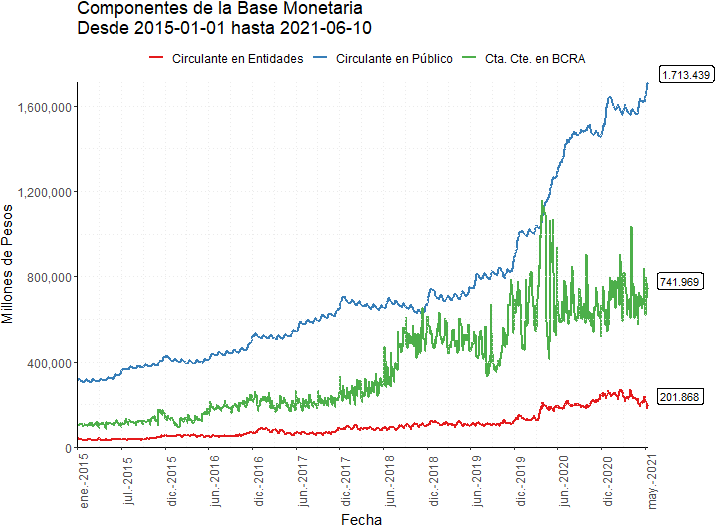 Componentes de la Base Monetaria
Desde 2015-01-01 hasta 2021-06-10
Circulante en Entidades Circulante en Público Cta. Cte. en BCRA
1.713.439
1,600,000
1,200,000
Millones de Pesos
800,000
741.969
400,000
201.868
0
ene.-2015 jul.-2015 dic.-2015 jun.-2016 dic.-2016 jun.-2017 dic.-2017 jun.-2018 dic.-2018 jun.-2019 dic.-2019 jun.-2020 dic.-2020 may.-2021
Fecha